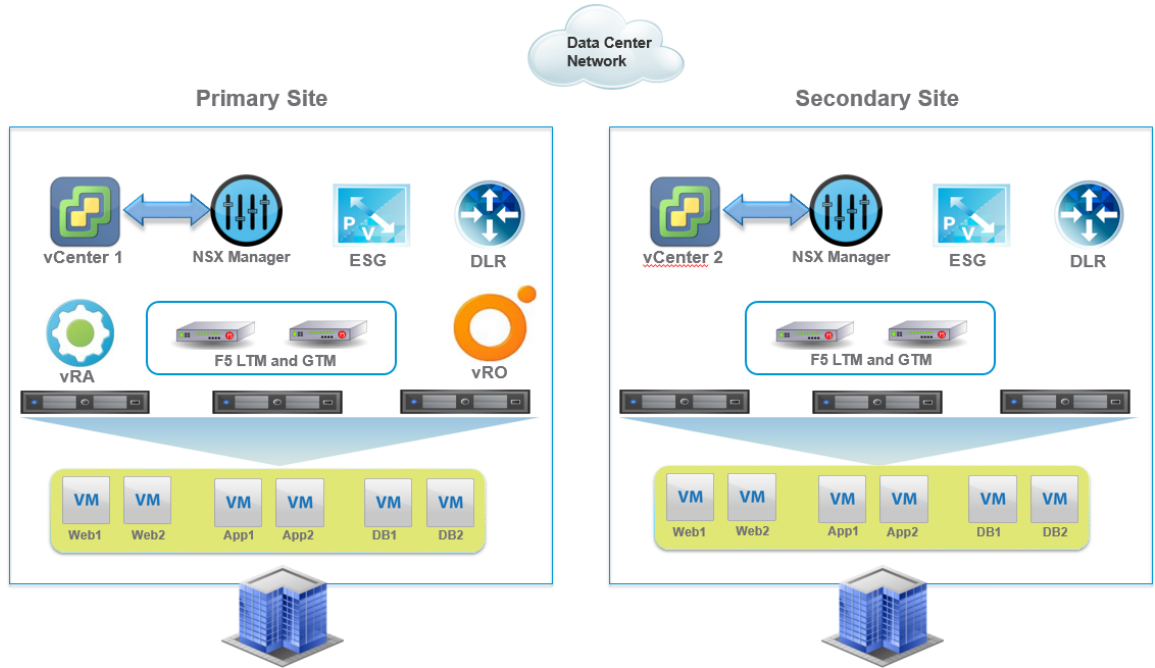 Data Center
Network
Primary Site
Secondary Site
vCenter 1
NSX Manager
P
V
ESG
DLR
vRA
F5 LTM and GTM
vRO
VM
VM
VM
VM
VM
VM
Web1
Web2
App1
App2
DB1
DB2
vCenter 2
NSX Manager
P
V
ESG
DLR
F5 LTM and GTM
VM
VM
VM
VM
VM
VM
Web1
Web2
App1
App2
DB1
DB2